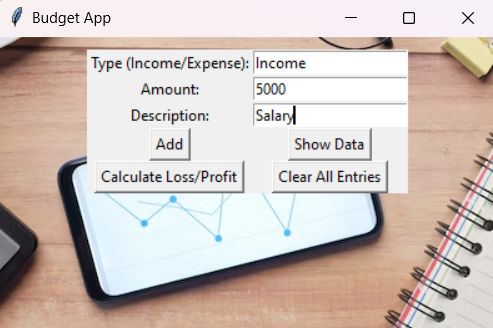 Budget App
Type (Income/Expense): Income
Amount: 5000
Description: Salary
Add Show Data
Calculate Loss/Profit Clear All Entries